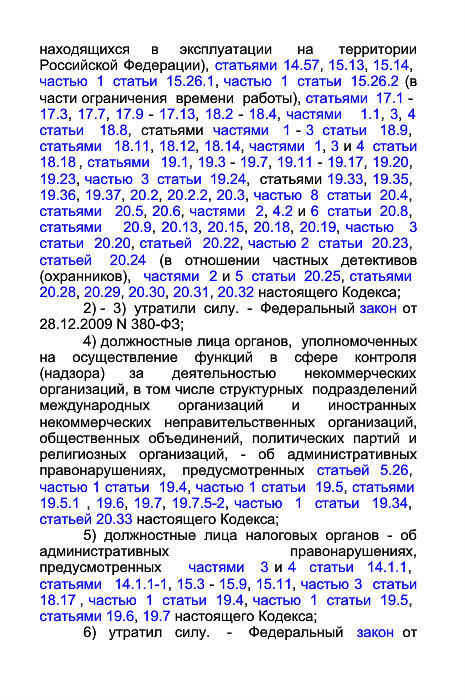 находящихся в эксплуатации на территории
Российской Федерации), статьями 14.57, 15.13, 15.14,
частью 1 статьи 15.26.1, частью 1 статьи 15.26.2 (в
части ограничения времени работы), статьями 17.1 -
17.3, 17.7, 17.9 - 17.13, 18.2 - 18.4, частями 1.1, 3, 4
статьи 18.8, статьями частями 1 - 3 статьи 18.9,
статьями 18.11, 18.12, 18.14, частями 1, 3 и 4 статьи
18.18 , статьями 19.1, 19.3 - 19.7, 19.11 - 19.17, 19.20,
19.23, частью 3 статьи 19.24, статьями 19.33, 19.35,
19.36, 19.37, 20.2, 20.2.2, 20.3, частью 8 статьи 20.4,
статьями 20.5, 20.6, частями 2, 4.2 и 6 статьи 20.8,
статьями 20.9, 20.13, 20.15, 20.18, 20.19, частью 3
статьи 20.20, статьей 20.22, частью 2 статьи 20.23,
статьей 20.24 (в отношении частных детективов
(охранников), частями 2 и 5 статьи 20.25, статьями
20.28, 20.29, 20.30, 20.31, 20.32 настоящего Кодекса;
2) - 3) утратили силу. - Федеральный закон от
28.12.2009 N 380-ФЗ;
4) должностные лица органов, уполномоченных
на осуществление функций в сфере контроля
(надзора) за деятельностью некоммерческих
организаций, в том числе структурных подразделений
международных организаций и иностранных
некоммерческих неправительственных организаций,
общественных объединений, политических партий и
религиозных организаций, - об административных
правонарушениях, предусмотренных статьей 5.26,
частью 1 статьи 19.4, частью 1 статьи 19.5, статьями
19.5.1 , 19.6, 19.7, 19.7.5-2, частью 1 статьи 19.34,
статьей 20.33 настоящего Кодекса;
5) должностные лица налоговых органов - об
административных правонарушениях,
предусмотренных частями 3 и 4 статьи 14.1.1,
статьями 14.1.1-1, 15.3 - 15.9, 15.11, частью 3 статьи
18.17 , частью 1 статьи 19.4, частью 1 статьи 19.5,
статьями 19.6, 19.7 настоящего Кодекса;
6) утратил силу. - Федеральный закон от